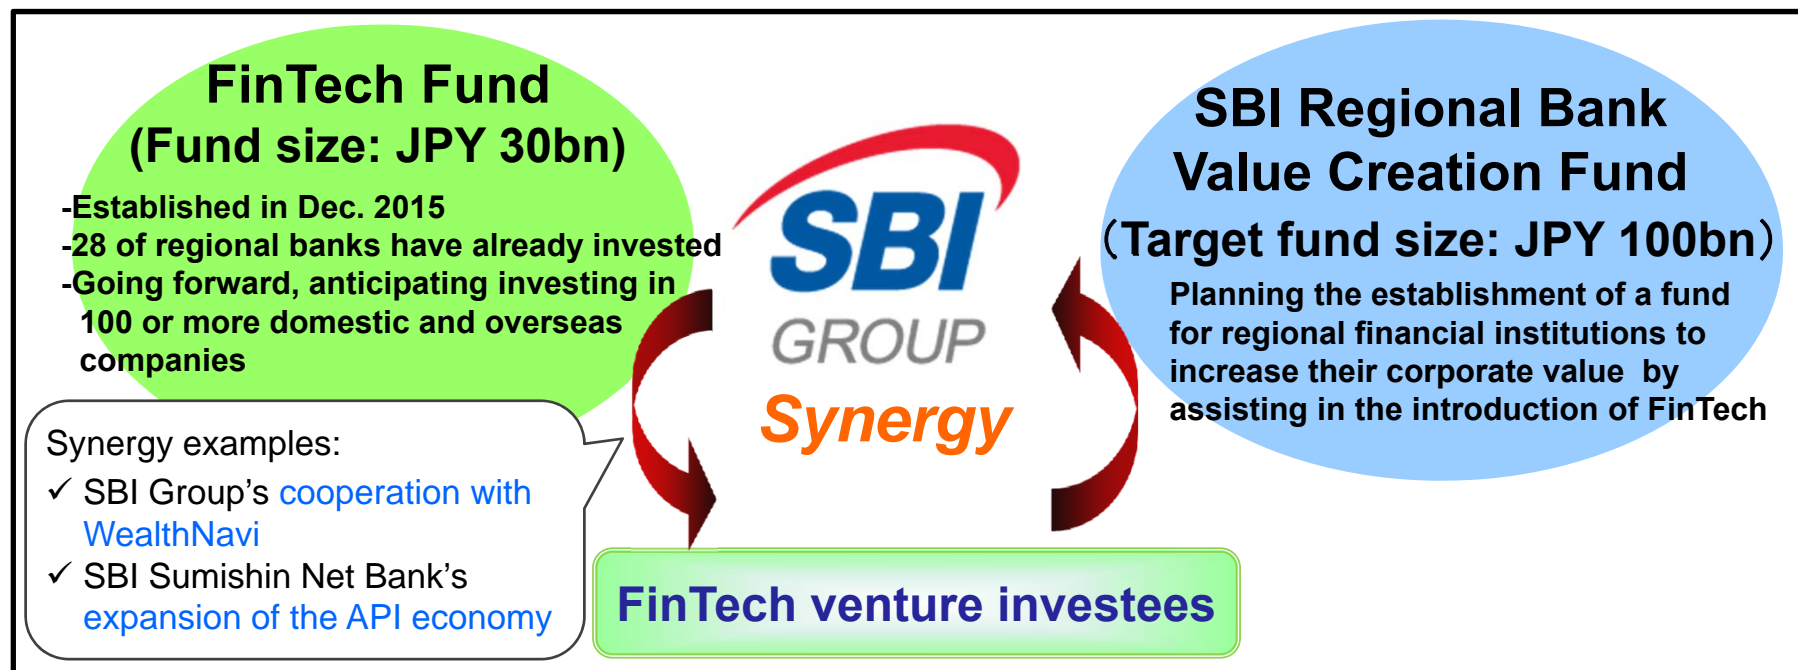 FinTech Fund
(Fund size: JPY 30bn)
-Established in Dec. 2015
-28 of regional banks have already invested
-Going forward, anticipating investing in
100 or more domestic and overseas
companies
Synergy examples:
✓ SBI Group’s cooperation with
WealthNavi
✓ SBI Sumishin Net Bank’s
expansion of the API economy
SBI
GROUP
Synergy
FinTech venture investees
SBI Regional Bank
Value Creation Fund
（Target fund size: JPY 100bn）
Planning the establishment of a fund
for regional financial institutions to
increase their corporate value by
assisting in the introduction of FinTech